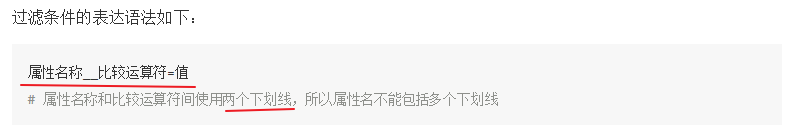 过滤条件的表达语法如下：
属性名称__比较运算符=值
# 属性名称和比较运算符间使用两个下划线，所以属性名不能包括多个下划线